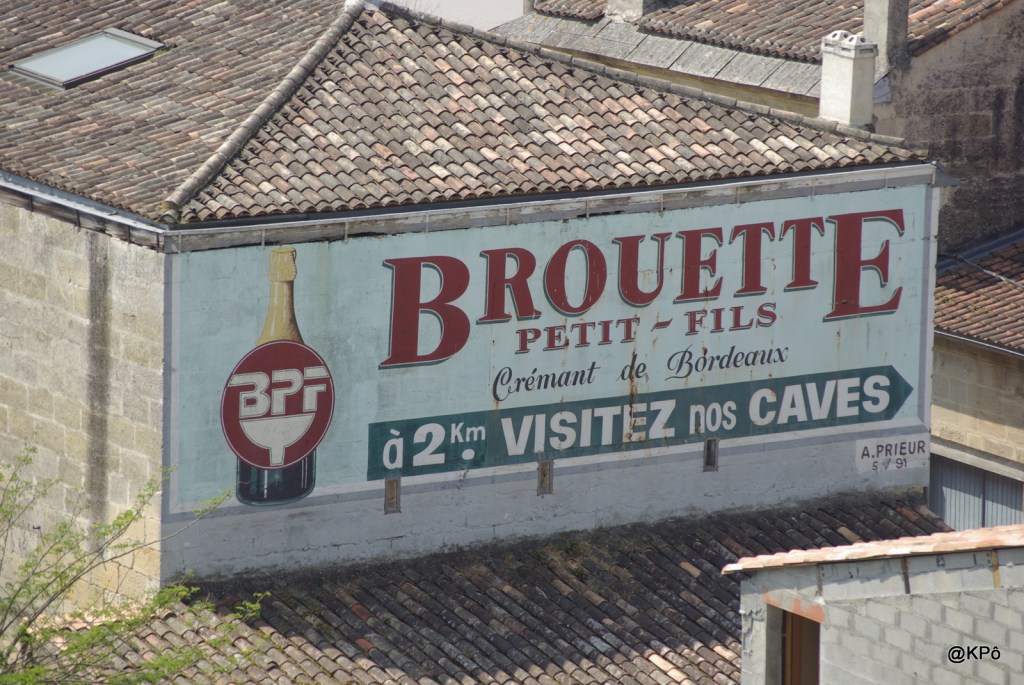 BROUETTE
PETIT - FILS
Crémant de Bordeaux
BPF
à 2. Km VISITEZ nos CAVES
A. PRIEUR
5/91
@KPô